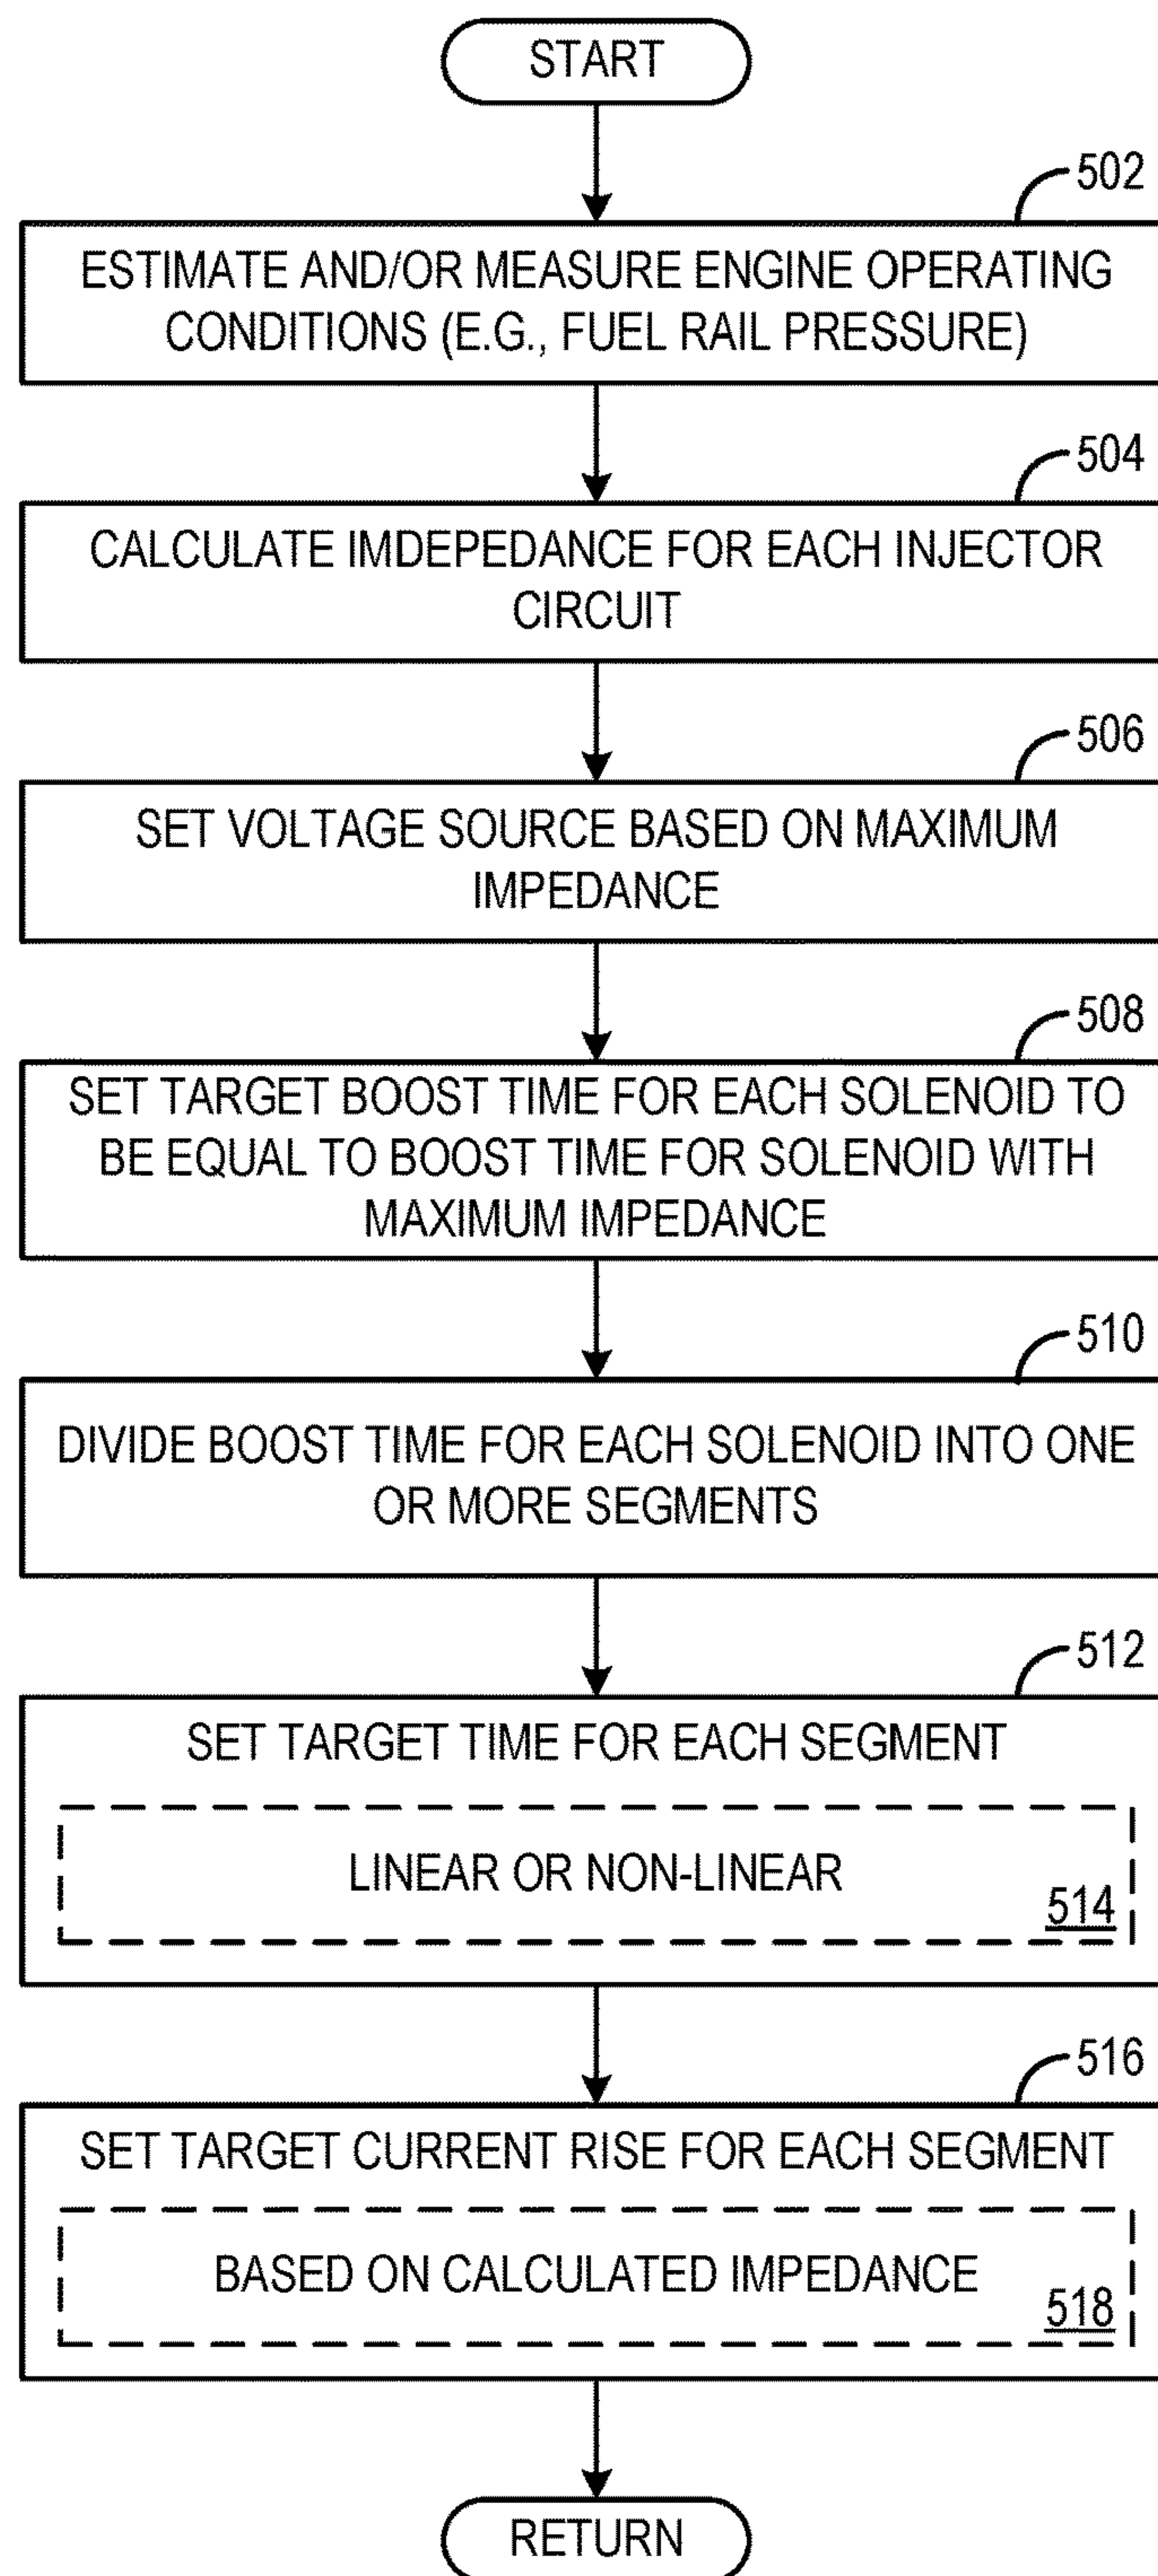 START
502
ESTIMATE AND/OR MEASURE ENGINE OPERATING
CONDITIONS (E.G., FUEL RAIL PRESSURE)
504
CALCULATE IMDEPEDANCE FOR EACH INJECTOR
CIRCUIT
506
SET VOLTAGE SOURCE BASED ON MAXIMUM
IMPEDANCE
508
SET TARGET BOOST TIME FOR EACH SOLENOID TO
BE EQUAL TO BOOST TIME FOR SOLENOID WITH
MAXIMUM IMPEDANCE
510
DIVIDE BOOST TIME FOR EACH SOLENOID INTO ONE
OR MORE SEGMENTS
512
SET TARGET TIME FOR EACH SEGMENT
LINEAR OR NON-LINEAR
514
516
SET TARGET CURRENT RISE FOR EACH SEGMENT
BASED ON CALCULATED IMPEDANCE
518
RETURN